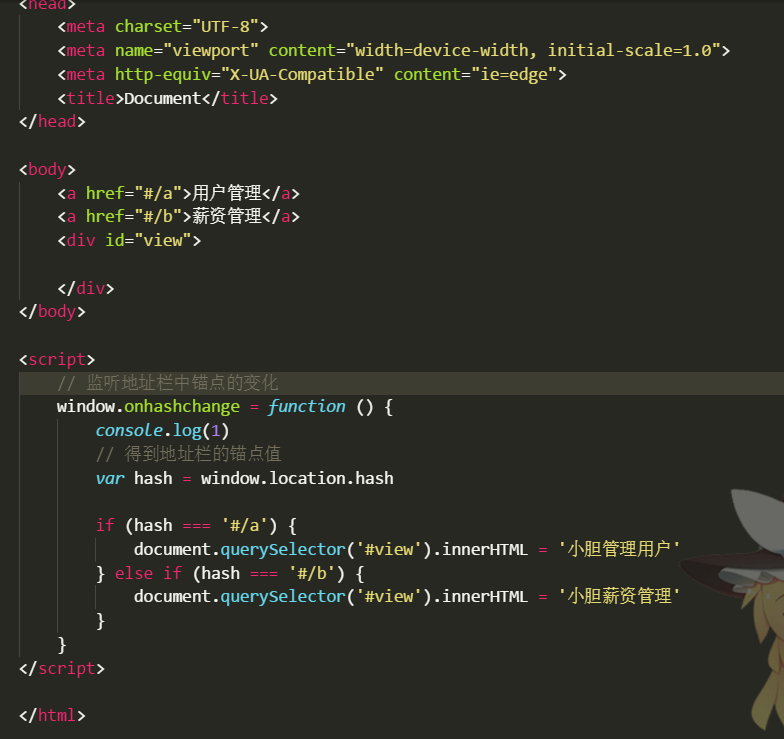 <head>
<meta charset="UTF-8">
<meta name="viewport" content="width=device-width, initial-scale=1.0">
<meta http-equiv="X-UA-Compatible" content="ie=edge">
<title>Document</title>
</head>
<body>
<a href="#/a">用户管理</a>
<a href="#/b">薪资管理</a>
<div id="view">
</div>
</body>
<script>
// 监听地址栏中锚点的变化
window.onhashchange = function () {
console.log(1)
// 得到地址栏的锚点值
var hash = window.location.hash
if (hash === '#/a') {
document.querySelector('#view').innerHTML = '小胆管理用户'
} else if (hash === '#/b') {
document.querySelector('#view').innerHTML = '小胆薪资管理'
}
}
</script>
</html>